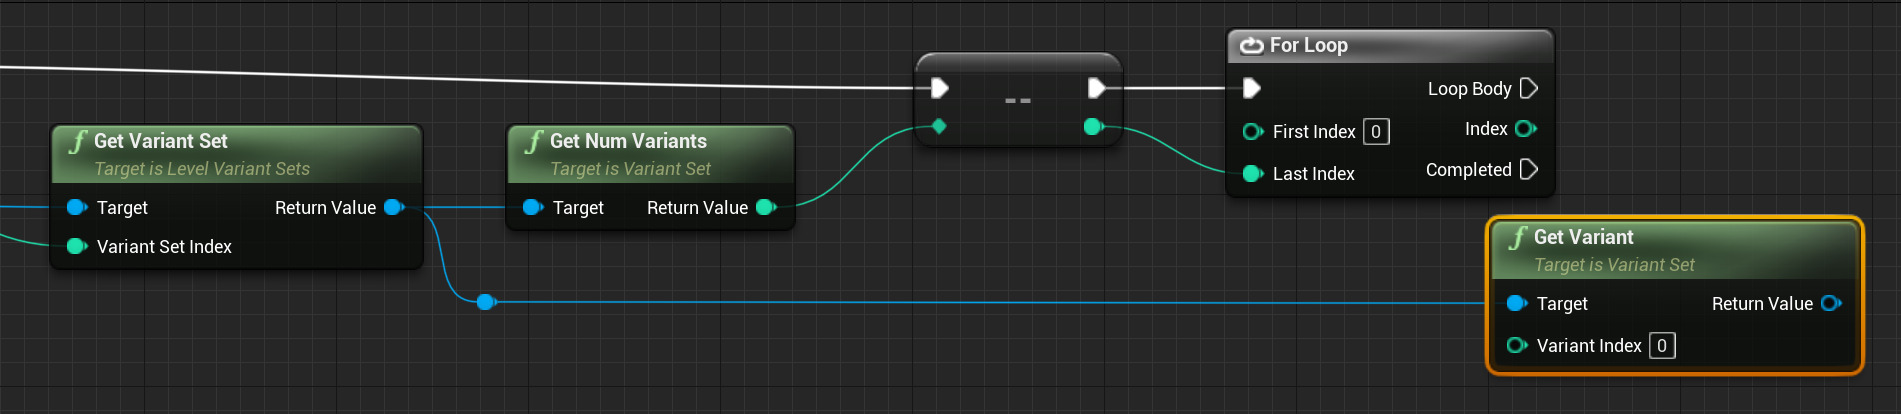 Get Variant Set
Target is Level Variant Sets
Target
Return Value
Variant Set Index
Get Num Variants
Target is Variant Set
Target
Return Value
--
For Loop
Loop Body
First Index 0
Index
Last Index
Completed
Get Variant
Target is Variant Set
Target
Return Value
Variant Index 0